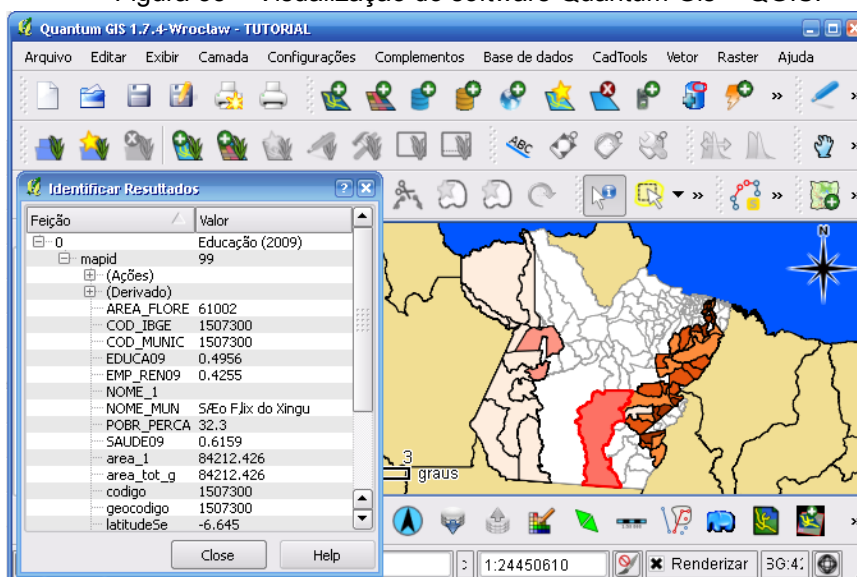 Quantum GIS 1.7.4-Wroclaw - TUTORIAL
Arquivo Editar Exibir Camada Configurações Complementos Base de dados CadTools Vetor Raster Ajuda
ABC
Identificar Resultados
Feição Valor
0 Educação (2009)
mapid 99
(Ações)
(Derivado)
AREA_FLORE 61002
COD_IBGE 1507300
COD_MUNIC 1507300
EDUCA09 0.4956
EMP_REN09 0.4255
NOME_1
NOME_MUN SÆo F‚lix do Xingu
POBR_PERCA 32.3
SAUDE09 0.6159
area_1 84212.426
area_tot_g 84212.426
codigo 1507300
geocodigo 1507300
latitudeSe -6.645
Close Help
N
3
graus
1:24450610 Renderizar